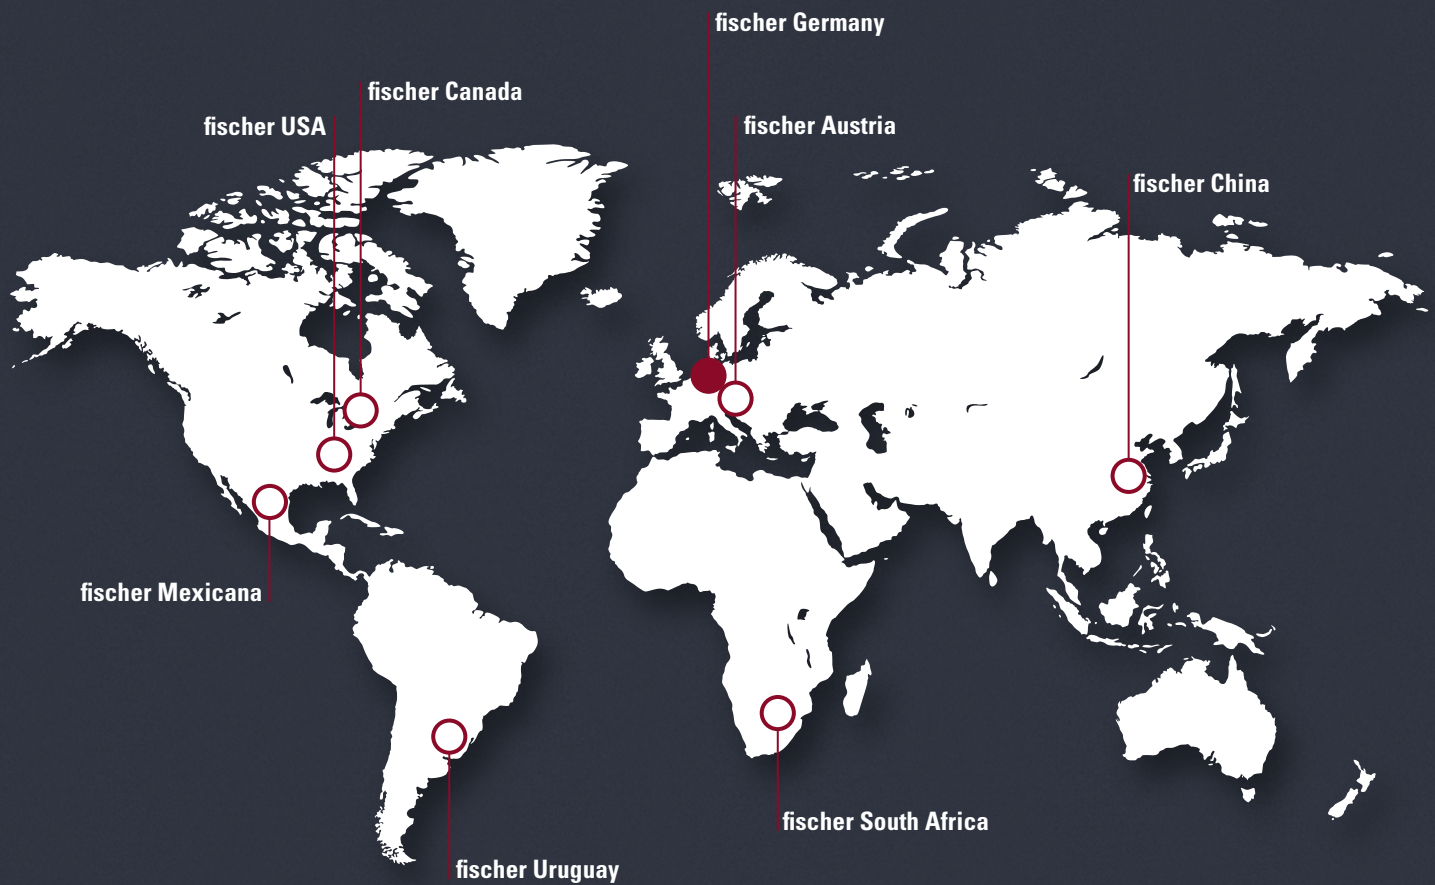 fischer Germany
fischer Canada
fischer USA
fischer Austria
fischer China
fischer Mexicana
fischer South Africa
fischer Uruguay